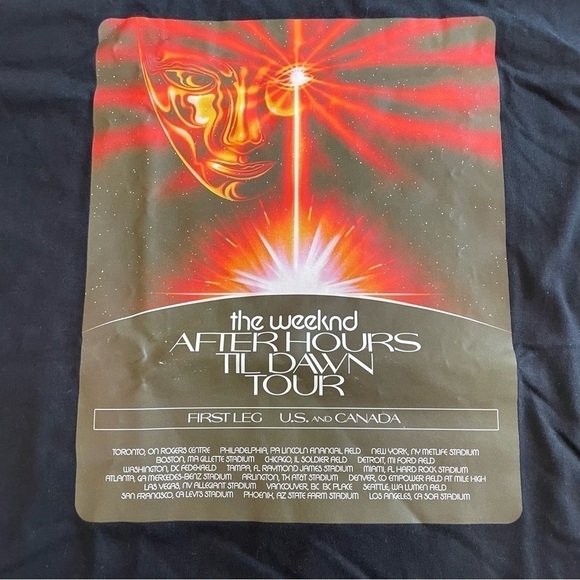 the weeknd
AFTER HOURS
TIL DAWN
TOUR
FIRST LEG U.S. AND CANADA
TORONTO, ON ROGERS CENTRE PHILADELPHIA, PA LINCOLN FINANCIAL FIELD NEW YORK, NY METLIFE STADIUM
BOSTON, MA GILLETTE STADIUM CHICAGO, IL SOLDIER FIELD DETROIT, MI FORD FIELD
WASHINGTON, DC FEDEXFIELD TAMPA, FL RAYMOND JAMES STADIUM MIAMI, FL HARD ROCK STADIUM
ATLANTA, GA MERCEDES-BENZ STADIUM ARLINGTON, TX AT&T STADIUM DENVER, CO EMPOWER FIELD AT MILE HIGH
LAS VEGAS, NV ALLEGIANT STADIUM VANCOUVER, BC BC PLACE SEATTLE, WA LUMEN FIELD
SAN FRANCISCO, CA LEVI'S STADIUM PHOENIX, AZ STATE FARM STADIUM LOS ANGELES, CA SOFI STADIUM